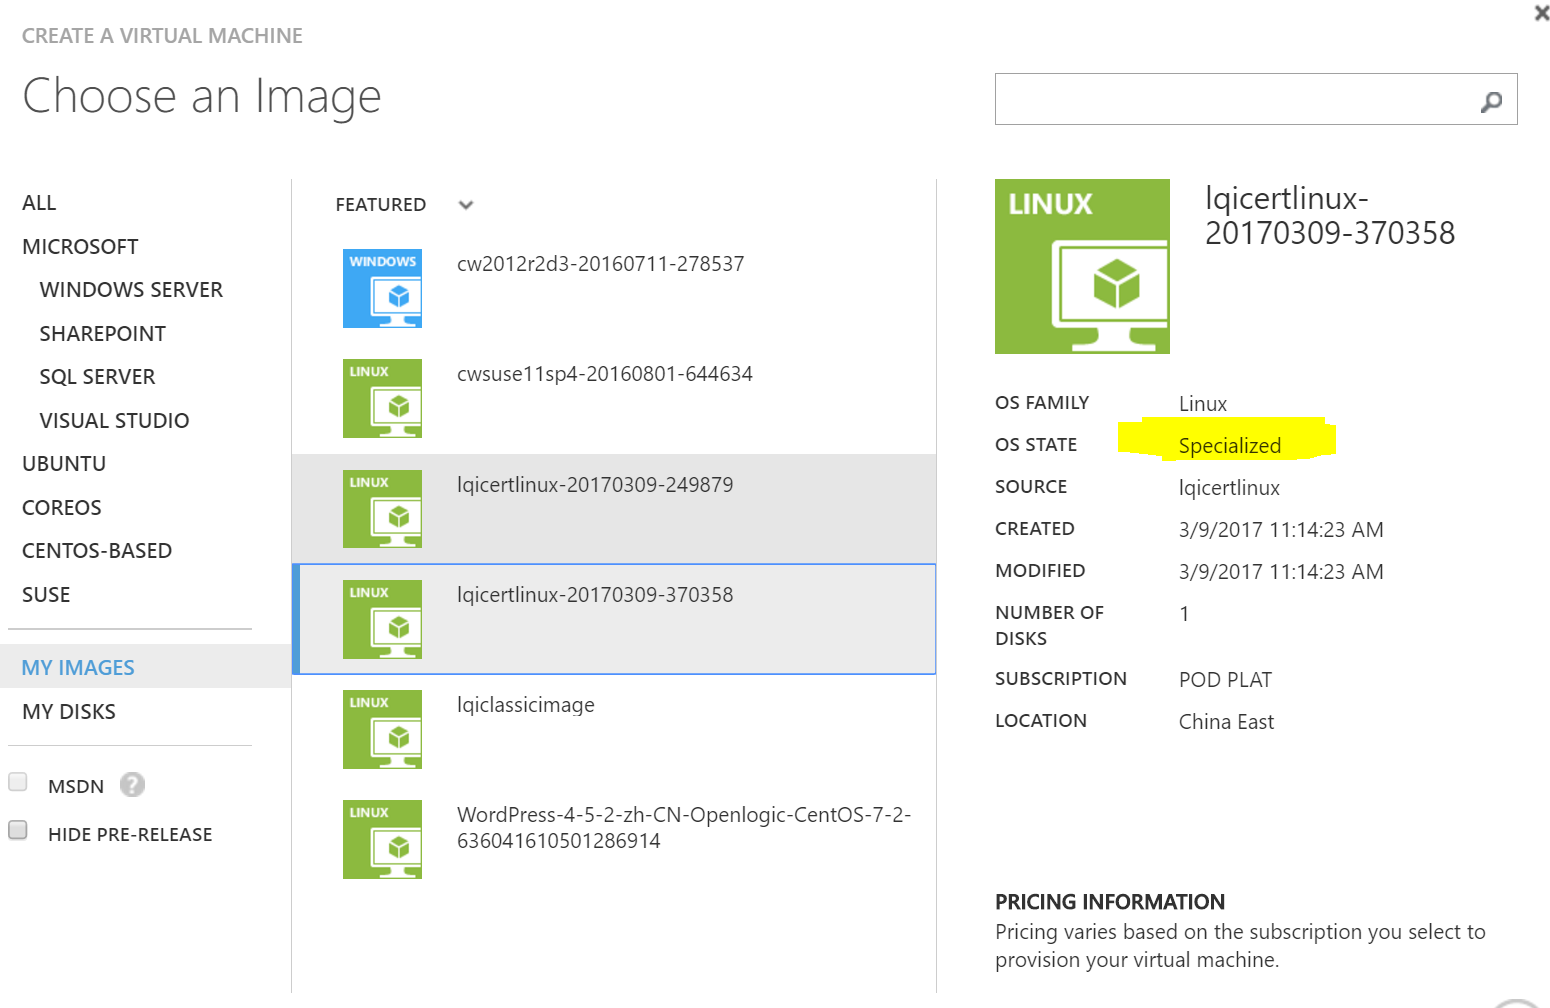 CREATE A VIRTUAL MACHINE
Choose an Image
ALL
MICROSOFT
WINDOWS SERVER
SHAREPOINT
SQL SERVER
VISUAL STUDIO
UBUNTU
COREOS
CENTOS-BASED
SUSE
MY IMAGES
MY DISKS
MSDN ?
HIDE PRE-RELEASE
FEATURED
WINDOWS
cw2012r2d3-20160711-278537
LINUX
cwsuse11sp4-20160801-644634
LINUX
lqicertlinux-20170309-249879
LINUX
lqicertlinux-20170309-370358
LINUX
lqiclassicimage
LINUX
WordPress-4-5-2-zh-CN-Openlogic-CentOS-7-2-
636041610501286914
LINUX
lqicertlinux-
20170309-370358
OS FAMILY Linux
OS STATE Specialized
SOURCE lqicertlinux
CREATED 3/9/2017 11:14:23 AM
MODIFIED 3/9/2017 11:14:23 AM
NUMBER OF 1
DISKS
SUBSCRIPTION POD PLAT
LOCATION China East
PRICING INFORMATION
Pricing varies based on the subscription you select to
provision your virtual machine.